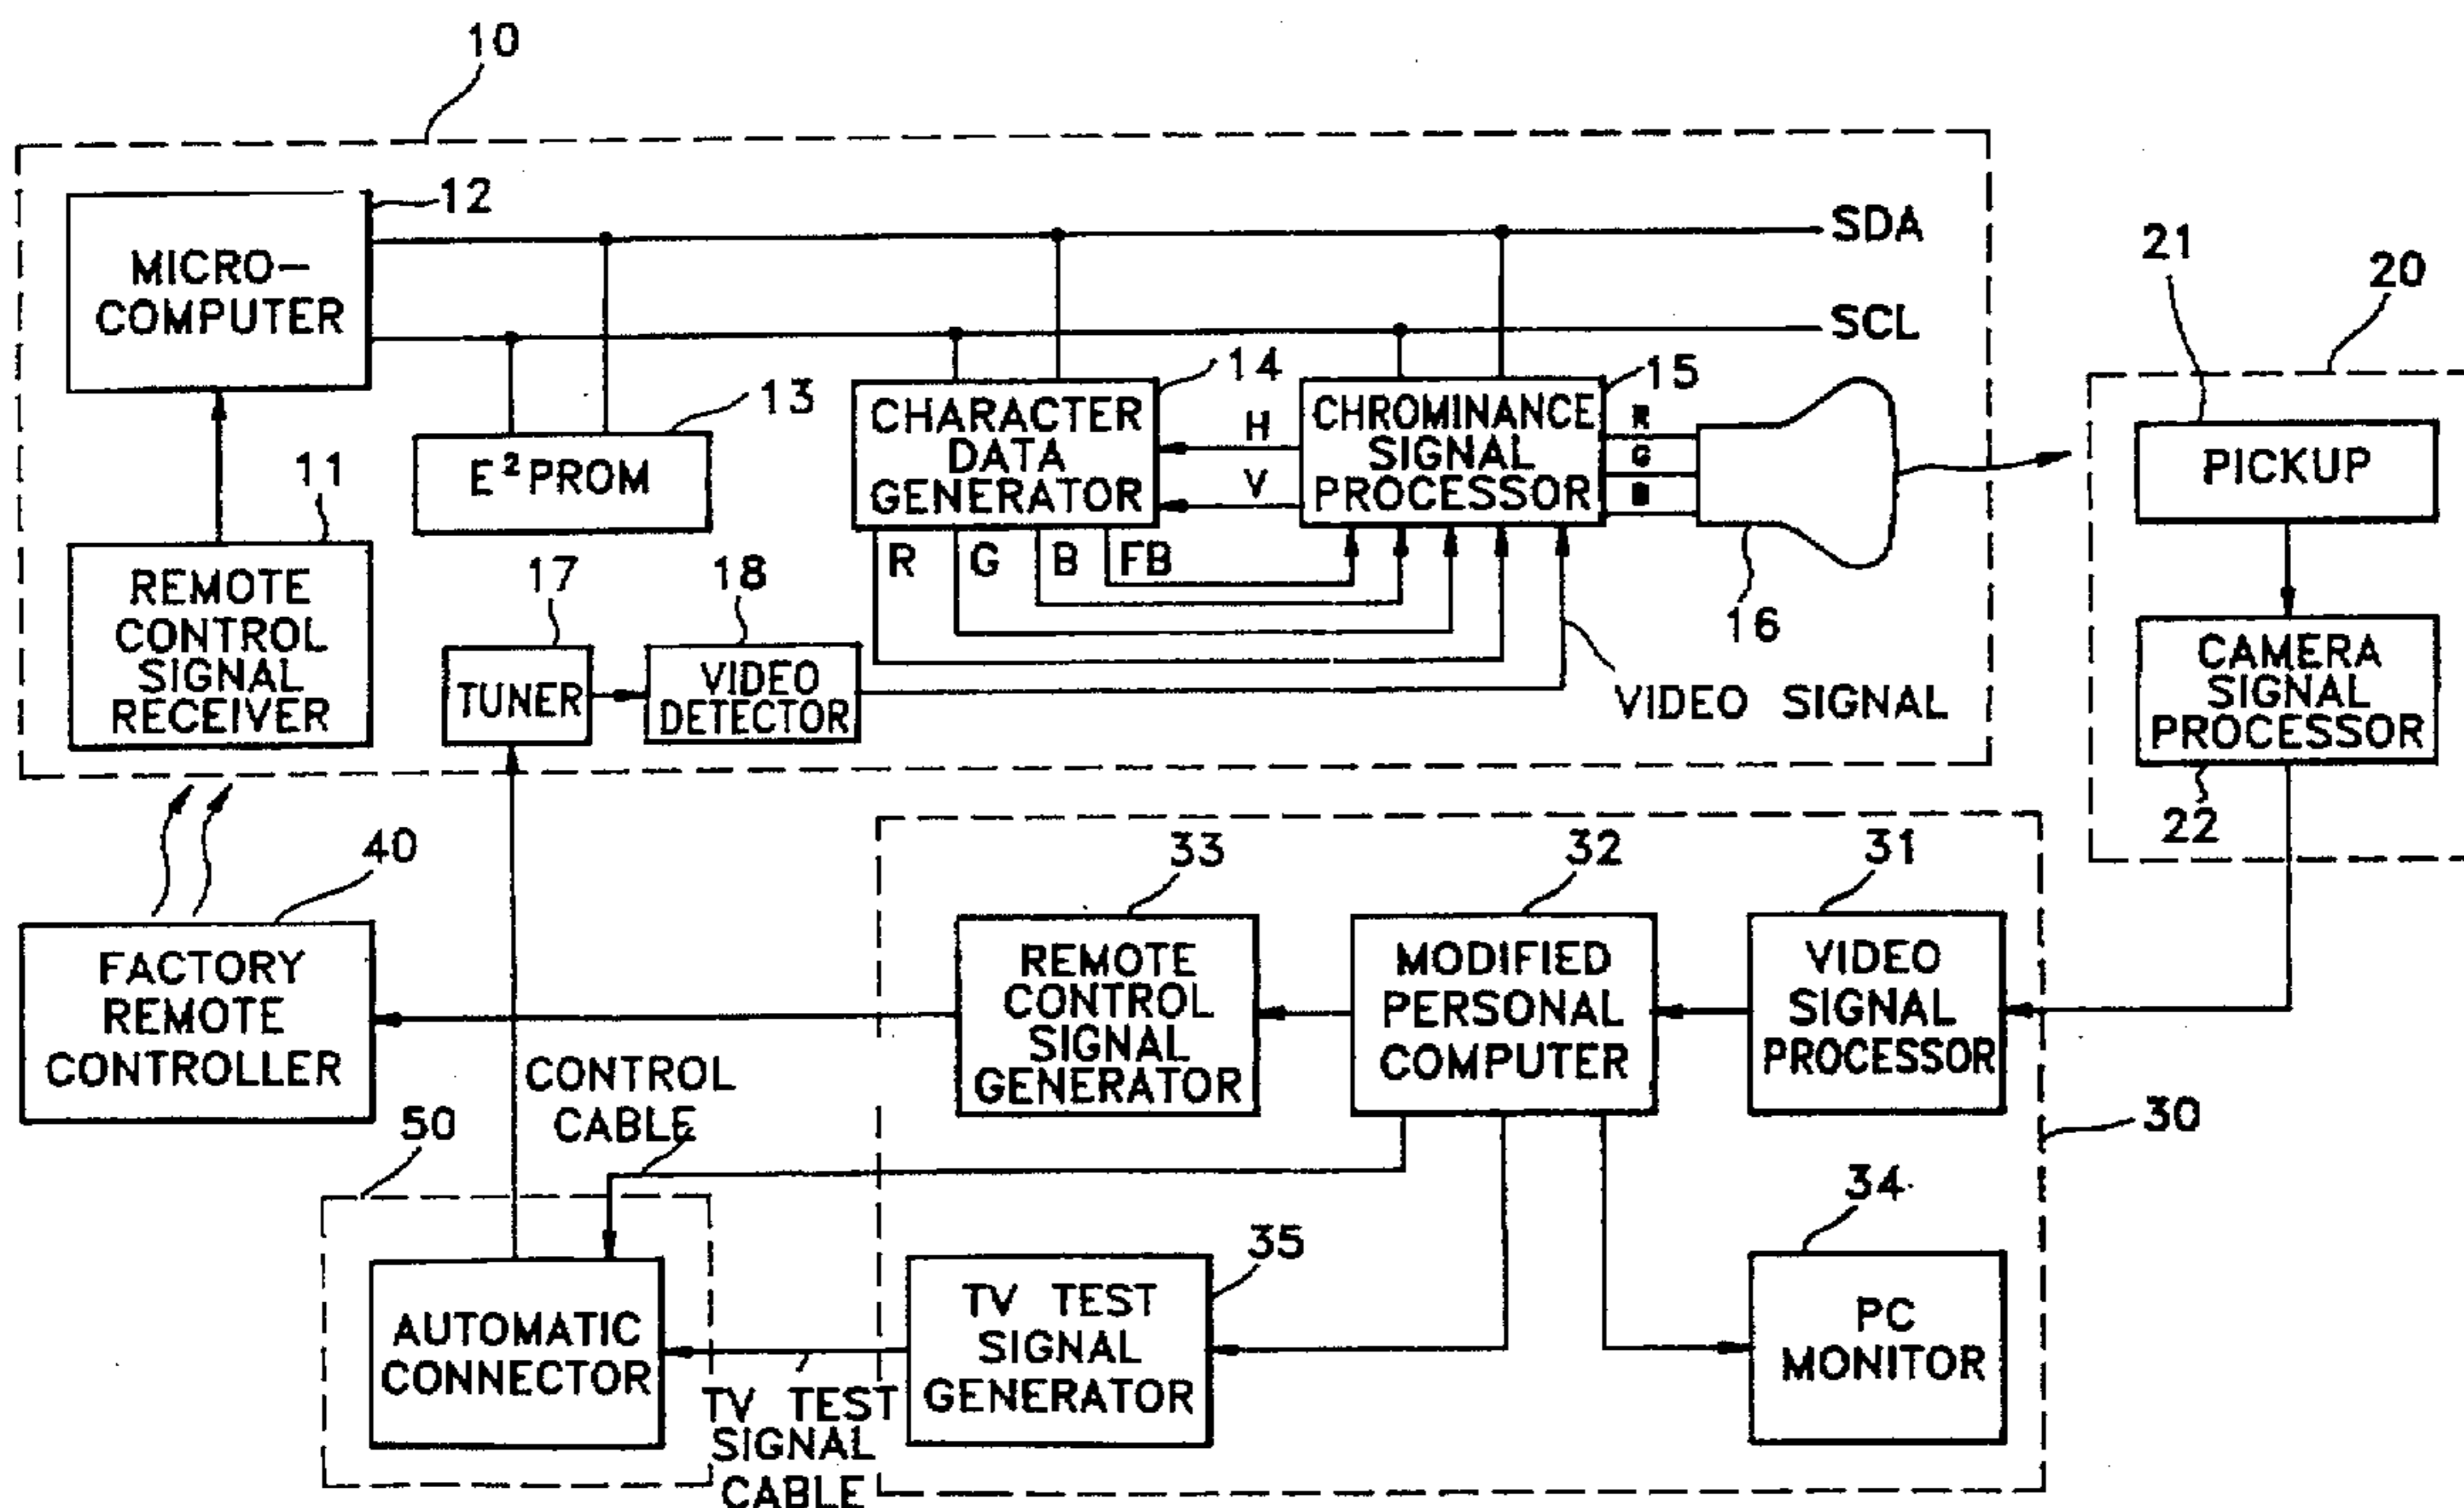 10
12
MICRO-
COMPUTER
SDA
SCL
21
20
11
E²PROM
13
14
CHARACTER
DATA
GENERATOR
H
V
CHROMINANCE
SIGNAL
PROCESSOR
15
R
G
PICKUP
REMOTE
CONTROL
SIGNAL
RECEIVER
R
G
B
FB
17
18
TUNER
VIDEO
DETECTOR
16
VIDEO SIGNAL
CAMERA
SIGNAL
PROCESSOR
22
40
FACTORY
REMOTE
CONTROLLER
33
32
31
REMOTE
CONTROL
SIGNAL
GENERATOR
MODIFIED
PERSONAL
COMPUTER
VIDEO
SIGNAL
PROCESSOR
30
CONTROL
CABLE
50
34
35
AUTOMATIC
CONNECTOR
TV TEST
SIGNAL
CABLE
TV TEST
SIGNAL
GENERATOR
PC
MONITOR